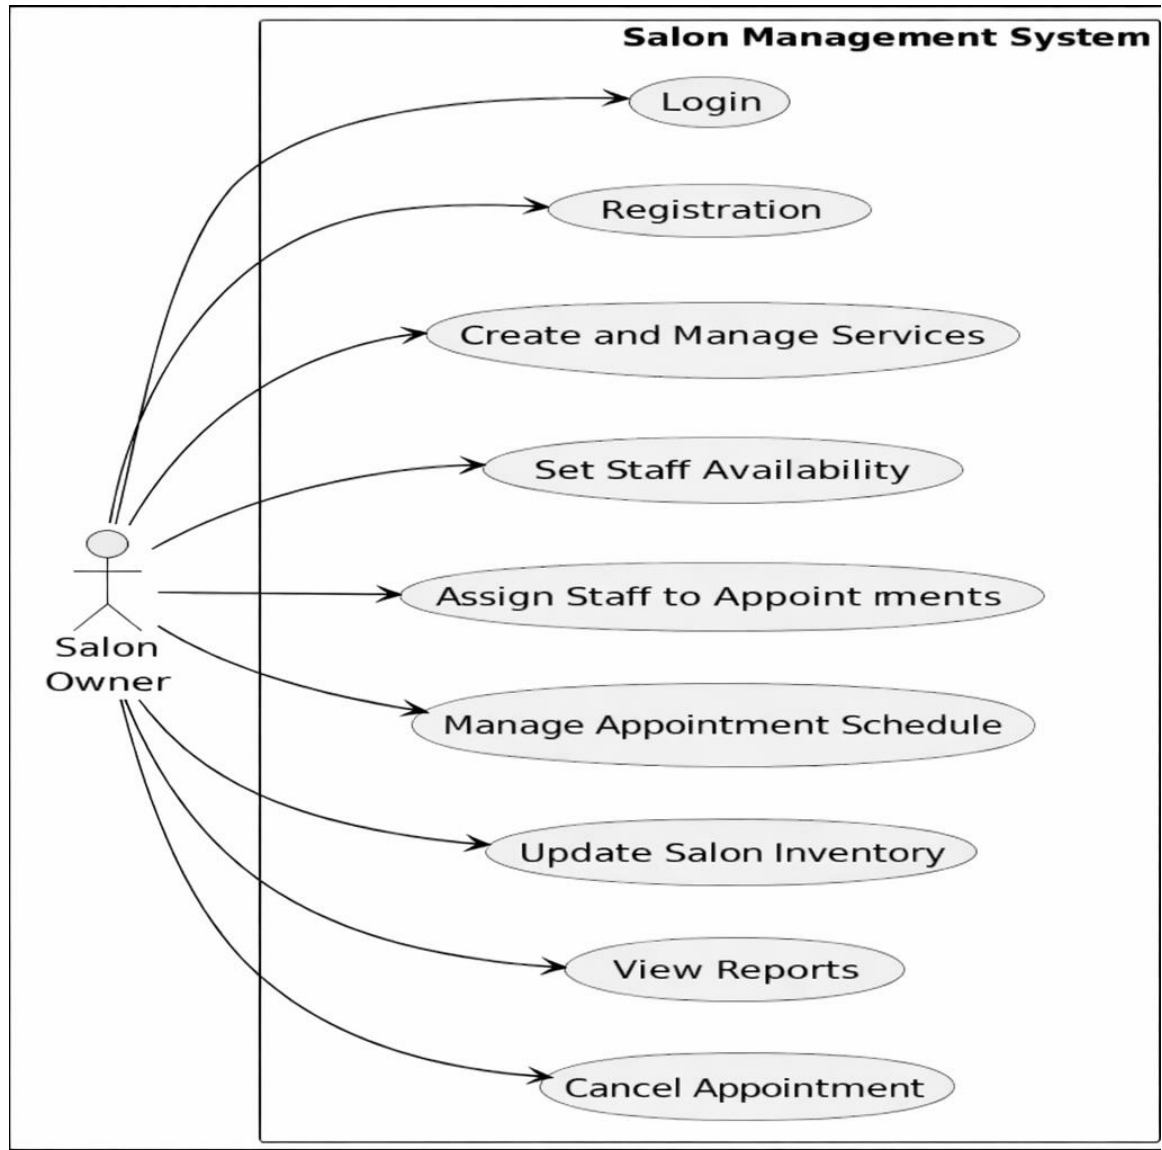 Salon Management System
Login
Registration
Create and Manage Services
Set Staff Availability
Assign Staff to Appoint ments
Manage Appointment Schedule
Update Salon Inventory
View Reports
Cancel Appointment
Salon
Owner